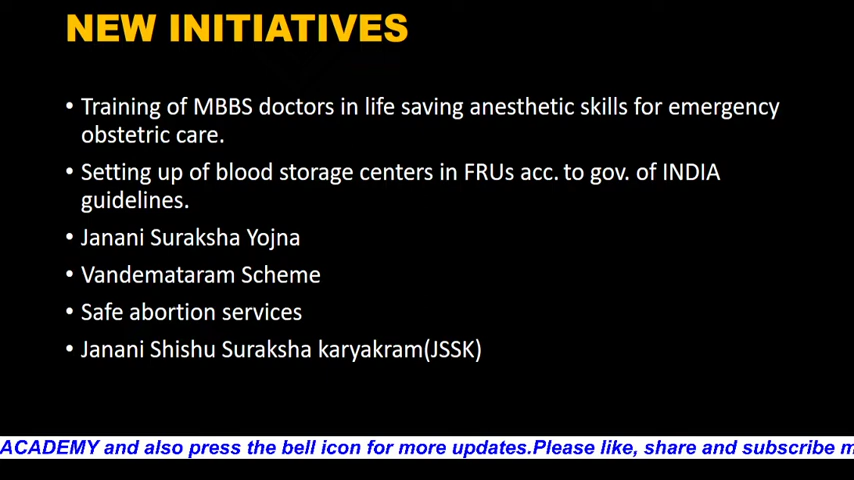 NEW INITIATIVES
• Training of MBBS doctors in life saving anesthetic skills for emergency
obstetric care.
• Setting up of blood storage centers in FRUs acc. to gov. of INDIA
guidelines.
• Janani Suraksha Yojna
• Vandemataram Scheme
• Safe abortion services
• Janani Shishu Suraksha karyakram(JSSK)
ACADEMY and also press the bell icon for more updates.Please like, share and subscribe